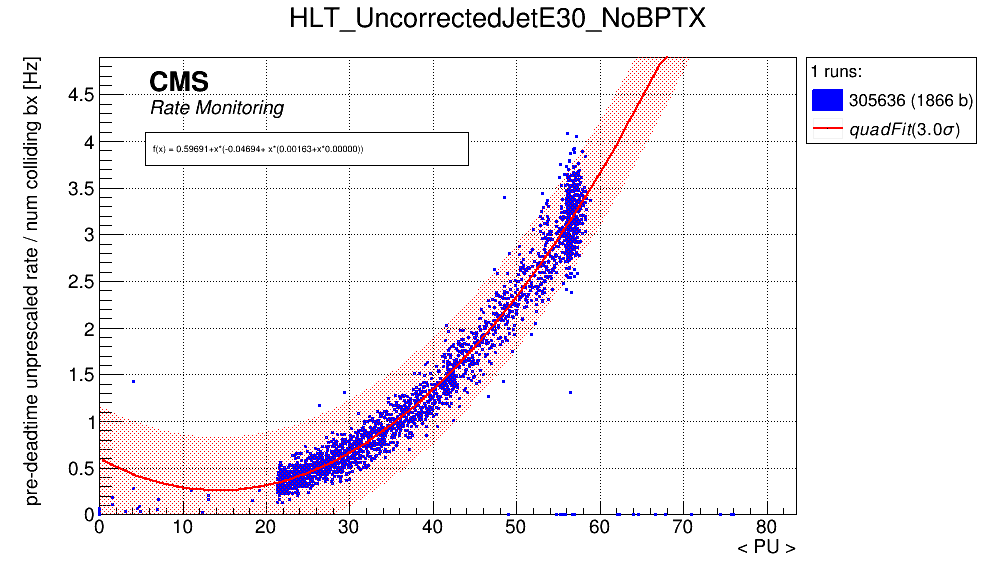 HLT_UncorrectedJetE30_NoBPTX
pre-deadtime unprescaled rate / num colliding bx [Hz]
CMS
Rate Monitoring
f(x) = 0.59691+x*(-0.04694+ x*(0.00163+x*0.00000))
4.5
4
3.5
3
2.5
2
1.5
1
0.5
0
0 10 20 30 40 50 60 70 80
< PU >
1 runs:
305636 (1866 b)
quadFit(3.0σ)